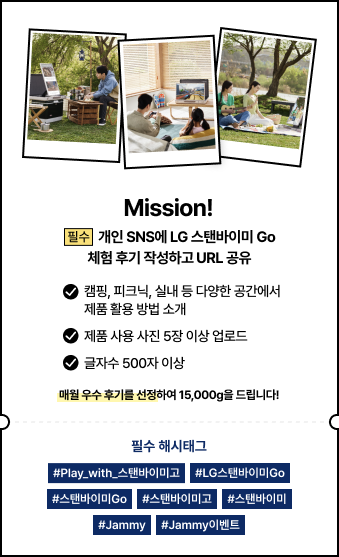 Mission!
필수 개인 SNS에 LG 스탠바이미 Go
체험 후기 작성하고 URL 공유
캠핑, 피크닉, 실내 등 다양한 공간에서
제품 활용 방법 소개
제품 사용 사진 5장 이상 업로드
글자수 500자 이상
매월 우수 후기를 선정하여 15,000g을 드립니다!
필수 해시태그
#Play_with_스탠바이미고 #LG스탠바이미Go
#스탠바이미Go #스탠바이미고 #스탠바이미
#Jammy #Jammy이벤트